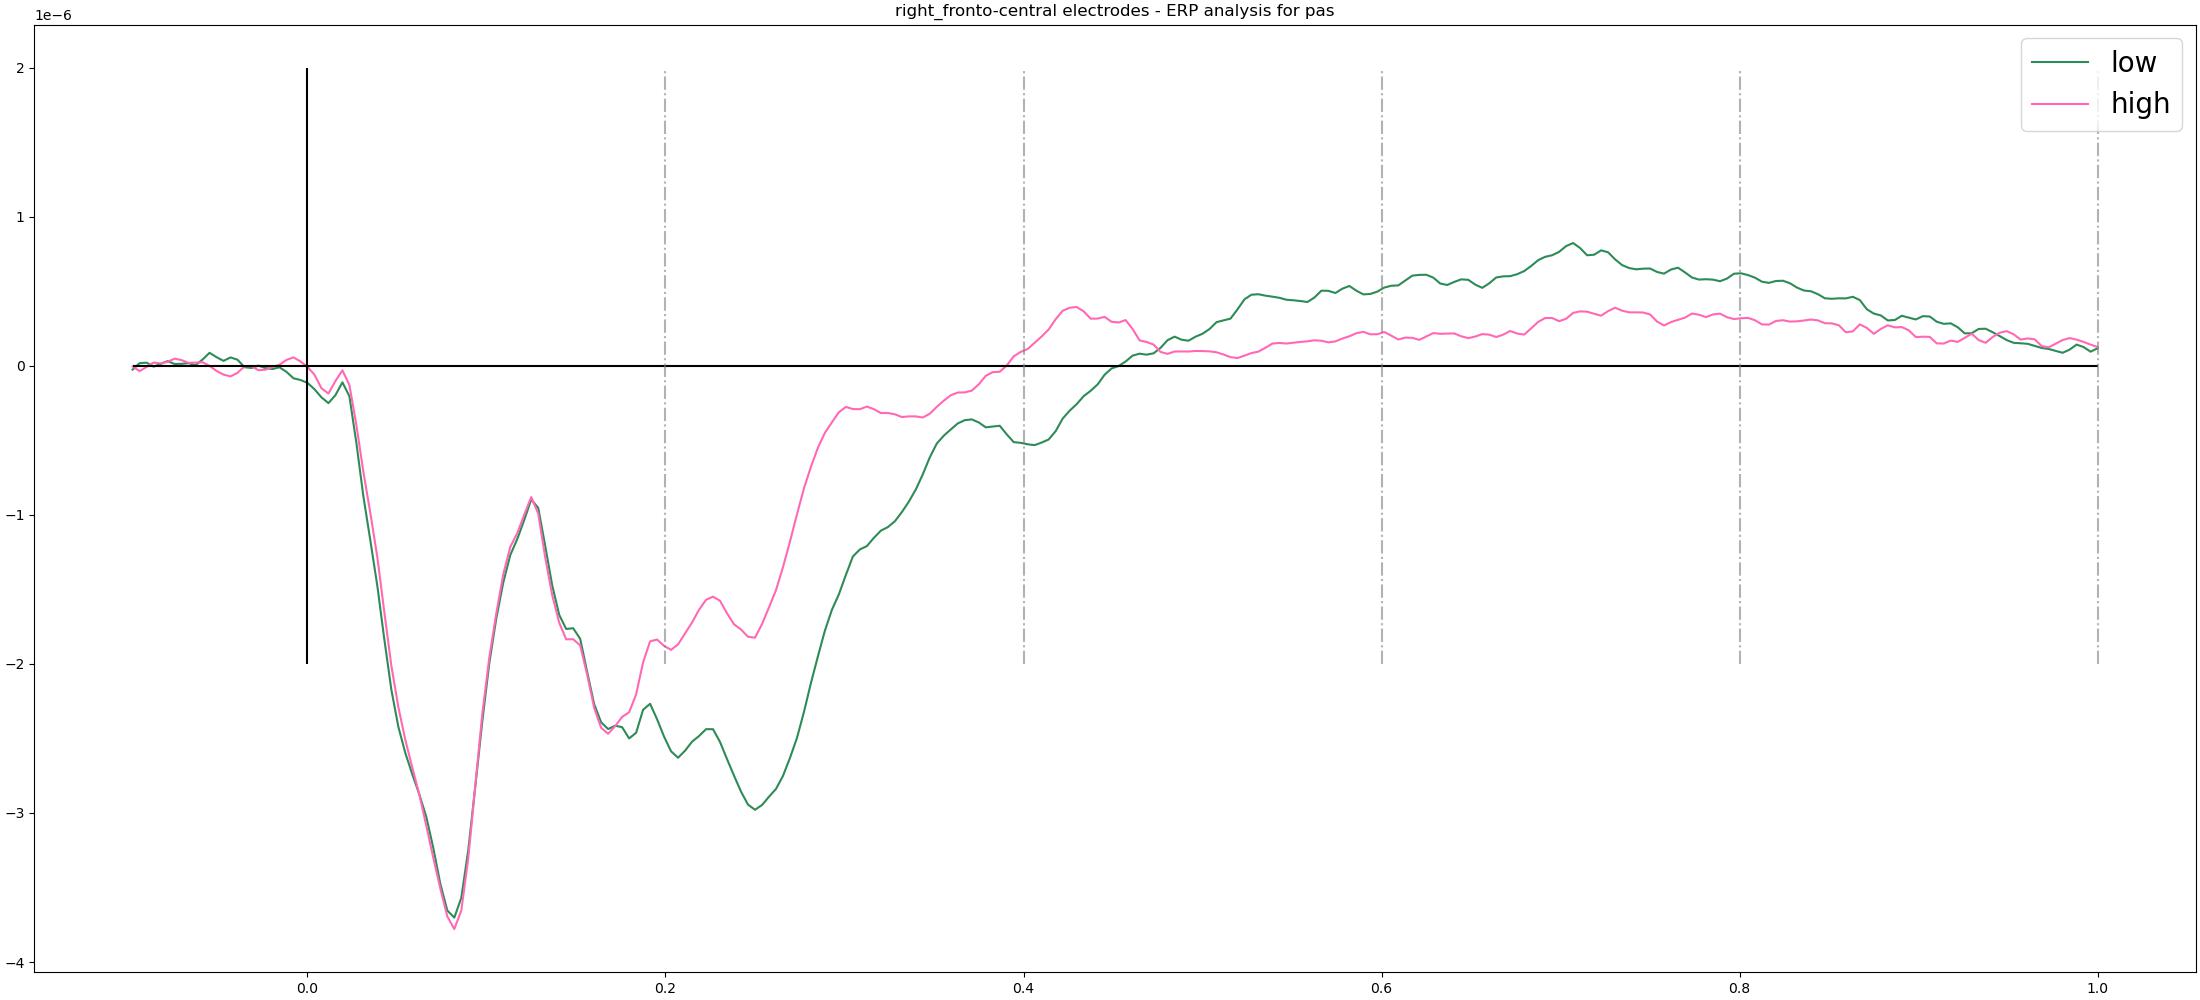 right_fronto-central electrodes - ERP analysis for pas
1e−6
low
high
2
1
0
−1
−2
−3
−4
0.0 0.2 0.4 0.6 0.8 1.0